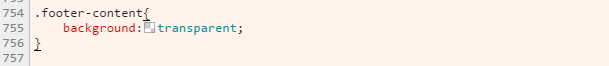 754 .footer-content{
755     background:transparent;
756 }
757